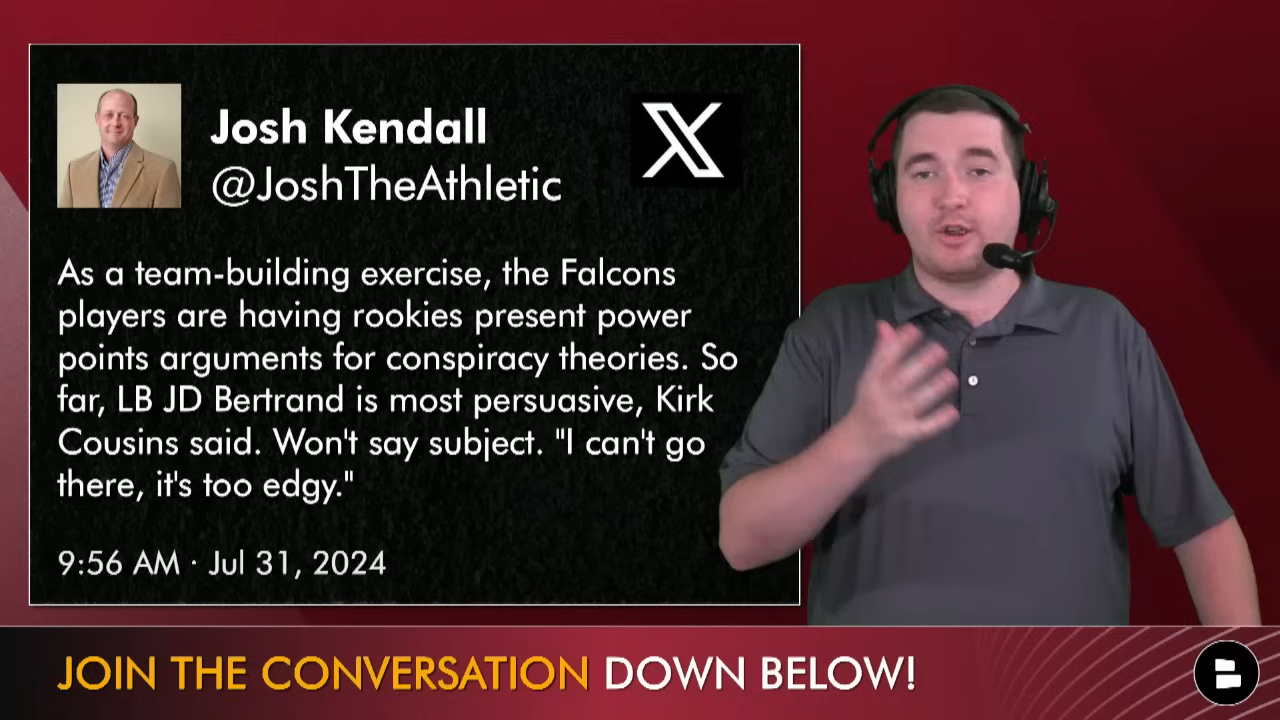 Josh Kendall
@JoshTheAthletic
As a team-building exercise, the Falcons
players are having rookies present power
points arguments for conspiracy theories. So
far, LB JD Bertrand is most persuasive, Kirk
Cousins said. Won't say subject. "I can't go
there, it's too edgy."
9:56 AM · Jul 31, 2024
JOIN THE CONVERSATION DOWN BELOW!